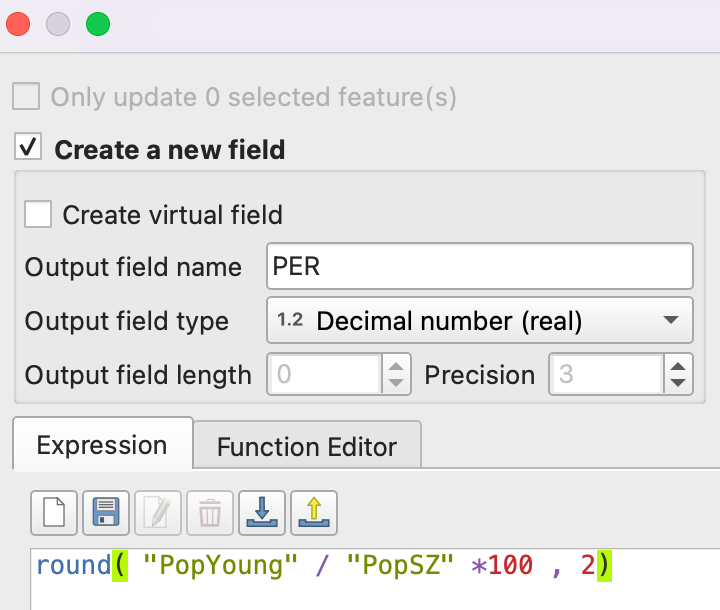 Only update 0 selected feature(s)
Create a new field
Create virtual field
Output field name PER
Output field type 1.2 Decimal number (real)
Output field length 0 Precision 3
Expression Function Editor
round( "PopYoung" / "PopSZ" *100 , 2)